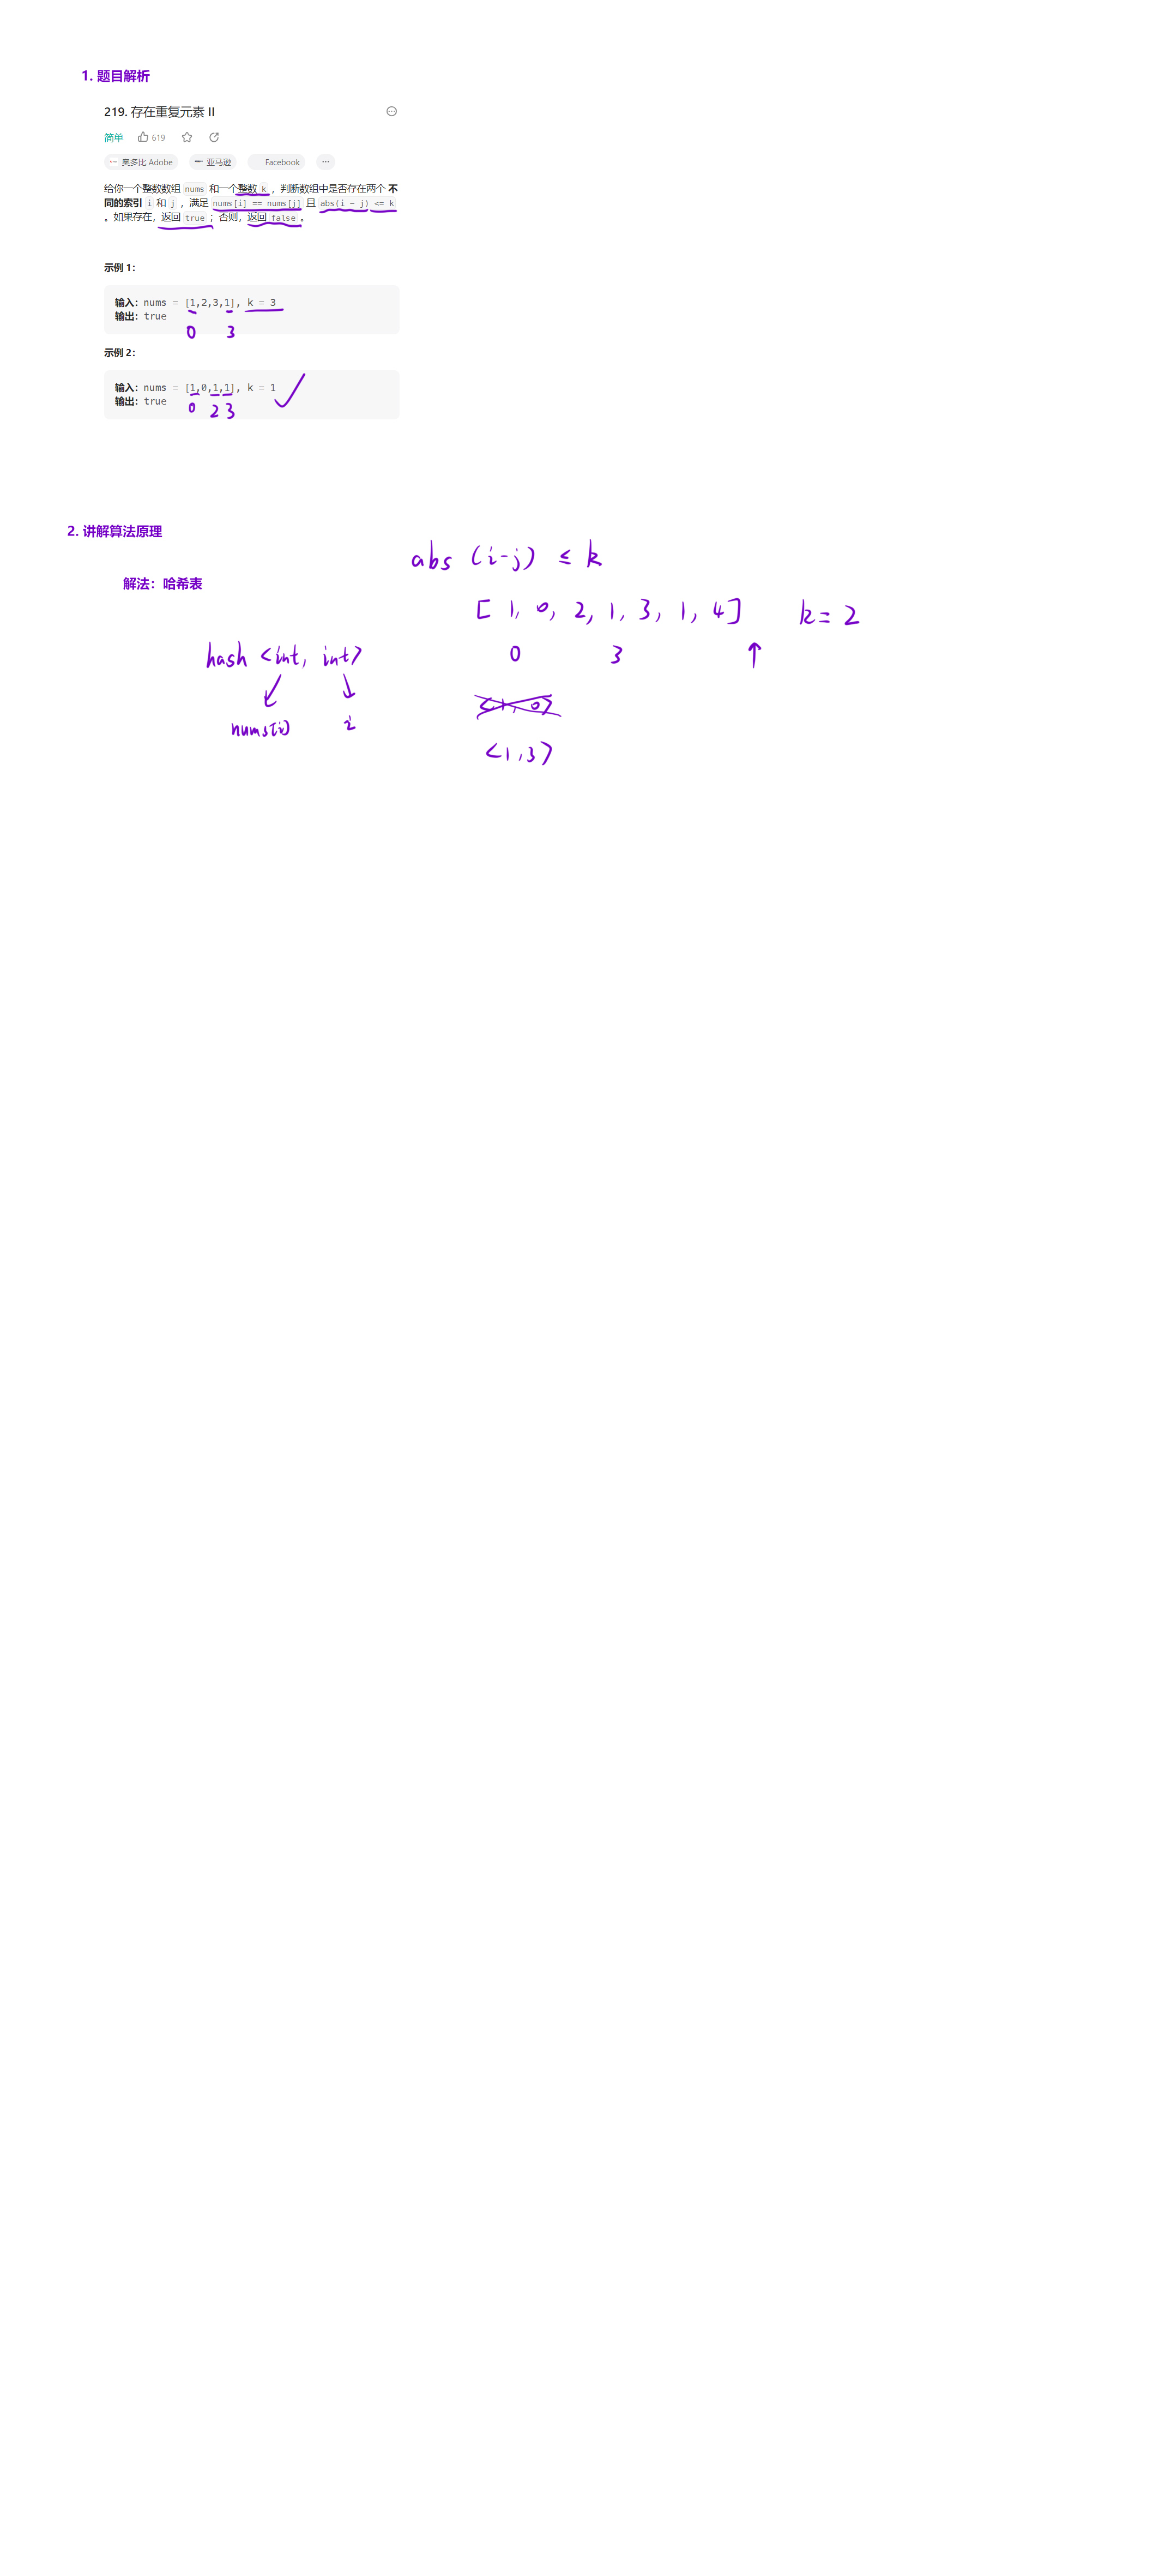 1. 题目解析
219. 存在重复元素 II
简单 619
奥多比 Adobe 亚马逊 Facebook
给你一个整数数组 nums 和一个整数 k ，判断数组中是否存在两个 不
同的索引 i 和 j ，满足 nums[i] == nums[j] 且 abs(i - j) <= k
。如果存在，返回 true ；否则，返回 false 。
示例 1：
输入：nums = [1,2,3,1], k = 3
输出：true
0 3
示例 2：
输入：nums = [1,0,1,1], k = 1
输出：true
0 2 3
2. 讲解算法原理
abs (i-j) ≤ k
解法：哈希表
[ 1, 0, 2, 1, 3, 1, 4] k = 2
hash <int, int>
0 3
<1, 0>
nums[i] i
<1,3>